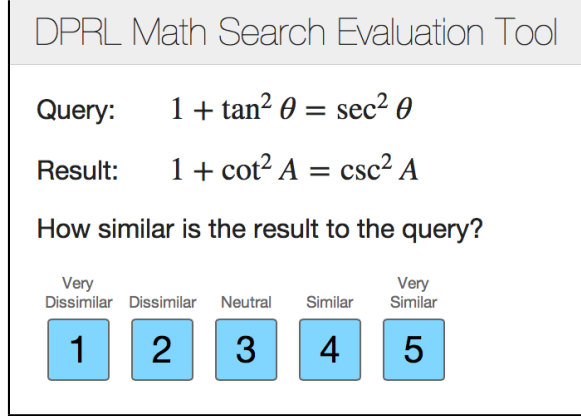 DPRL Math Search Evaluation Tool
Query: 1 + tan² θ = sec² θ
Result: 1 + cot² A = csc² A
How similar is the result to the query?
Very Dissimilar Dissimilar Neutral Similar Very Similar
1 2 3 4 5